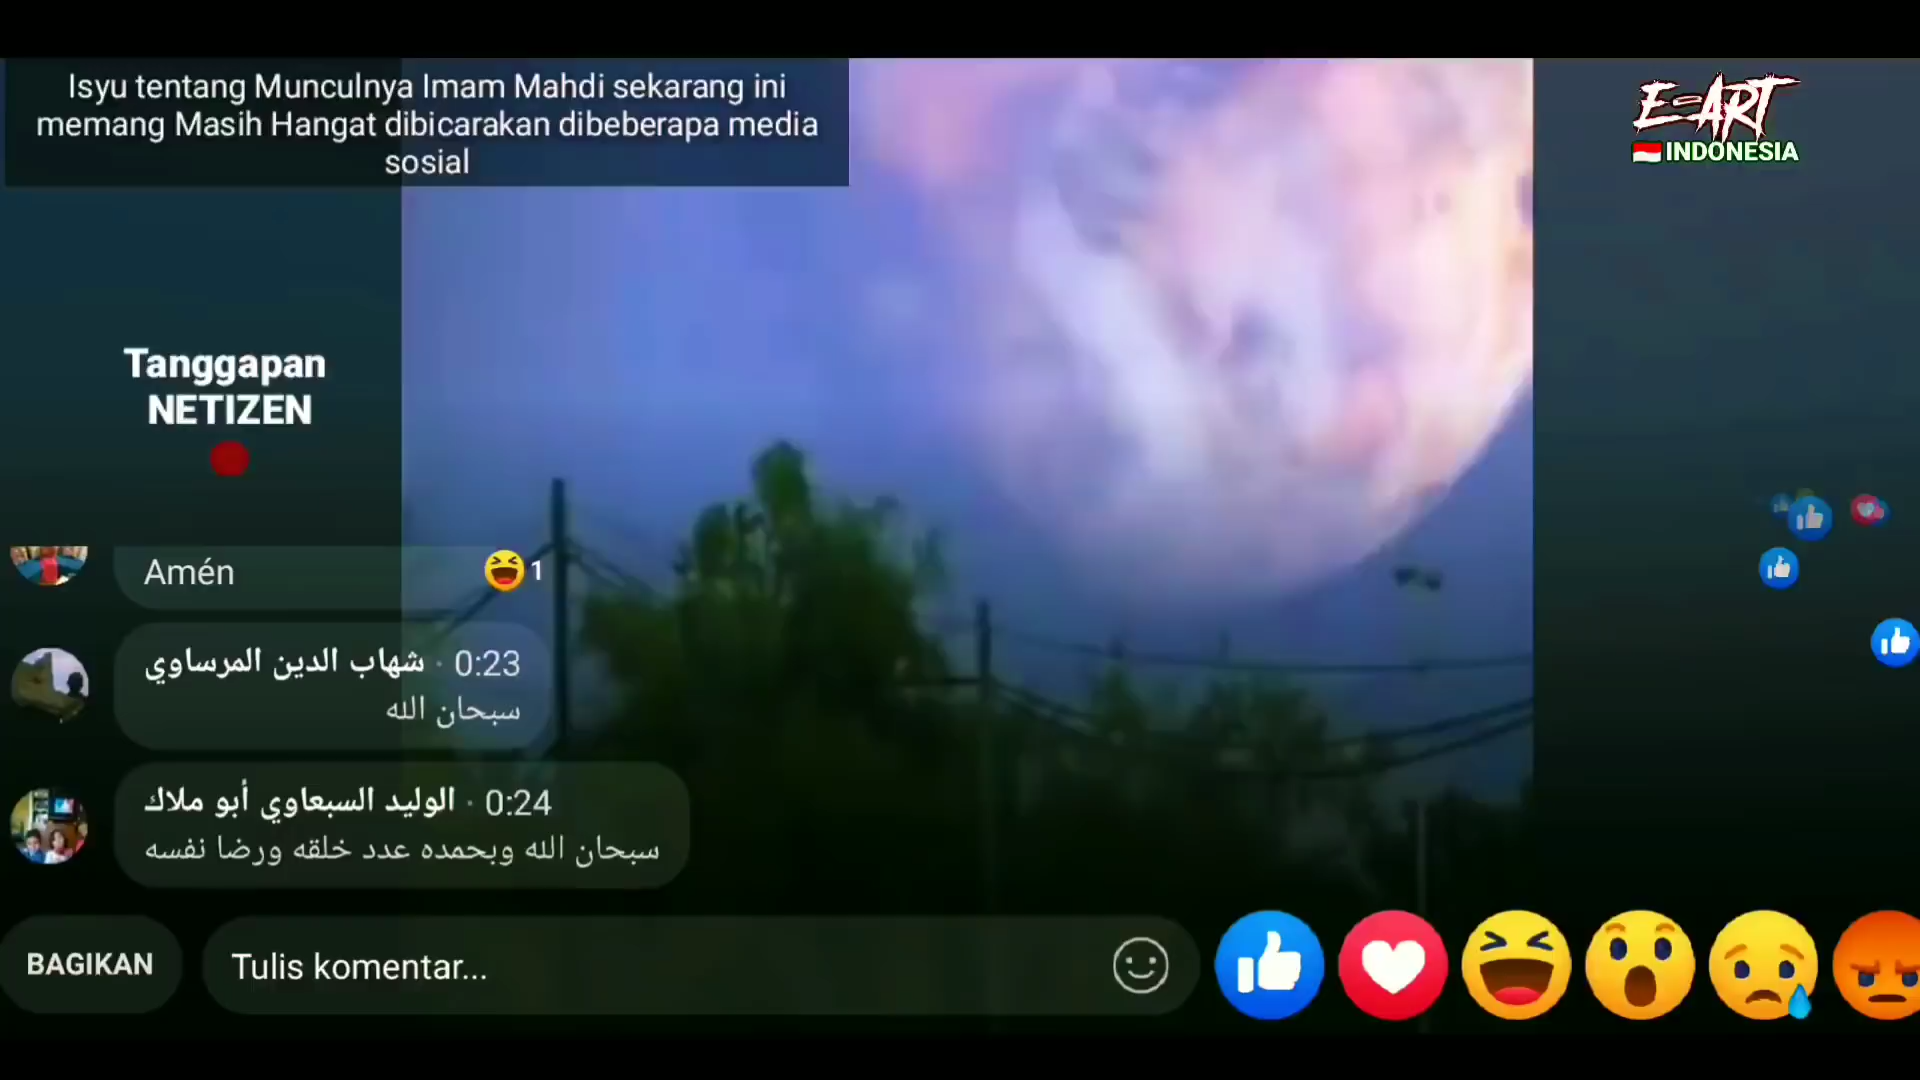 Isyu tentang Munculnya Imam Mahdi sekarang ini
memang Masih Hangat dibicarakan dibeberapa media
sosial
E=ART
INDONESIA
Tanggapan
NETIZEN
Amén
1
شهاب الدين المرساوي · 0:23
سبحان الله
الوليد السبعاوي أبو ملاك · 0:24
سبحان الله وبحمده عدد خلقه ورضا نفسه
BAGIKAN
Tulis komentar...